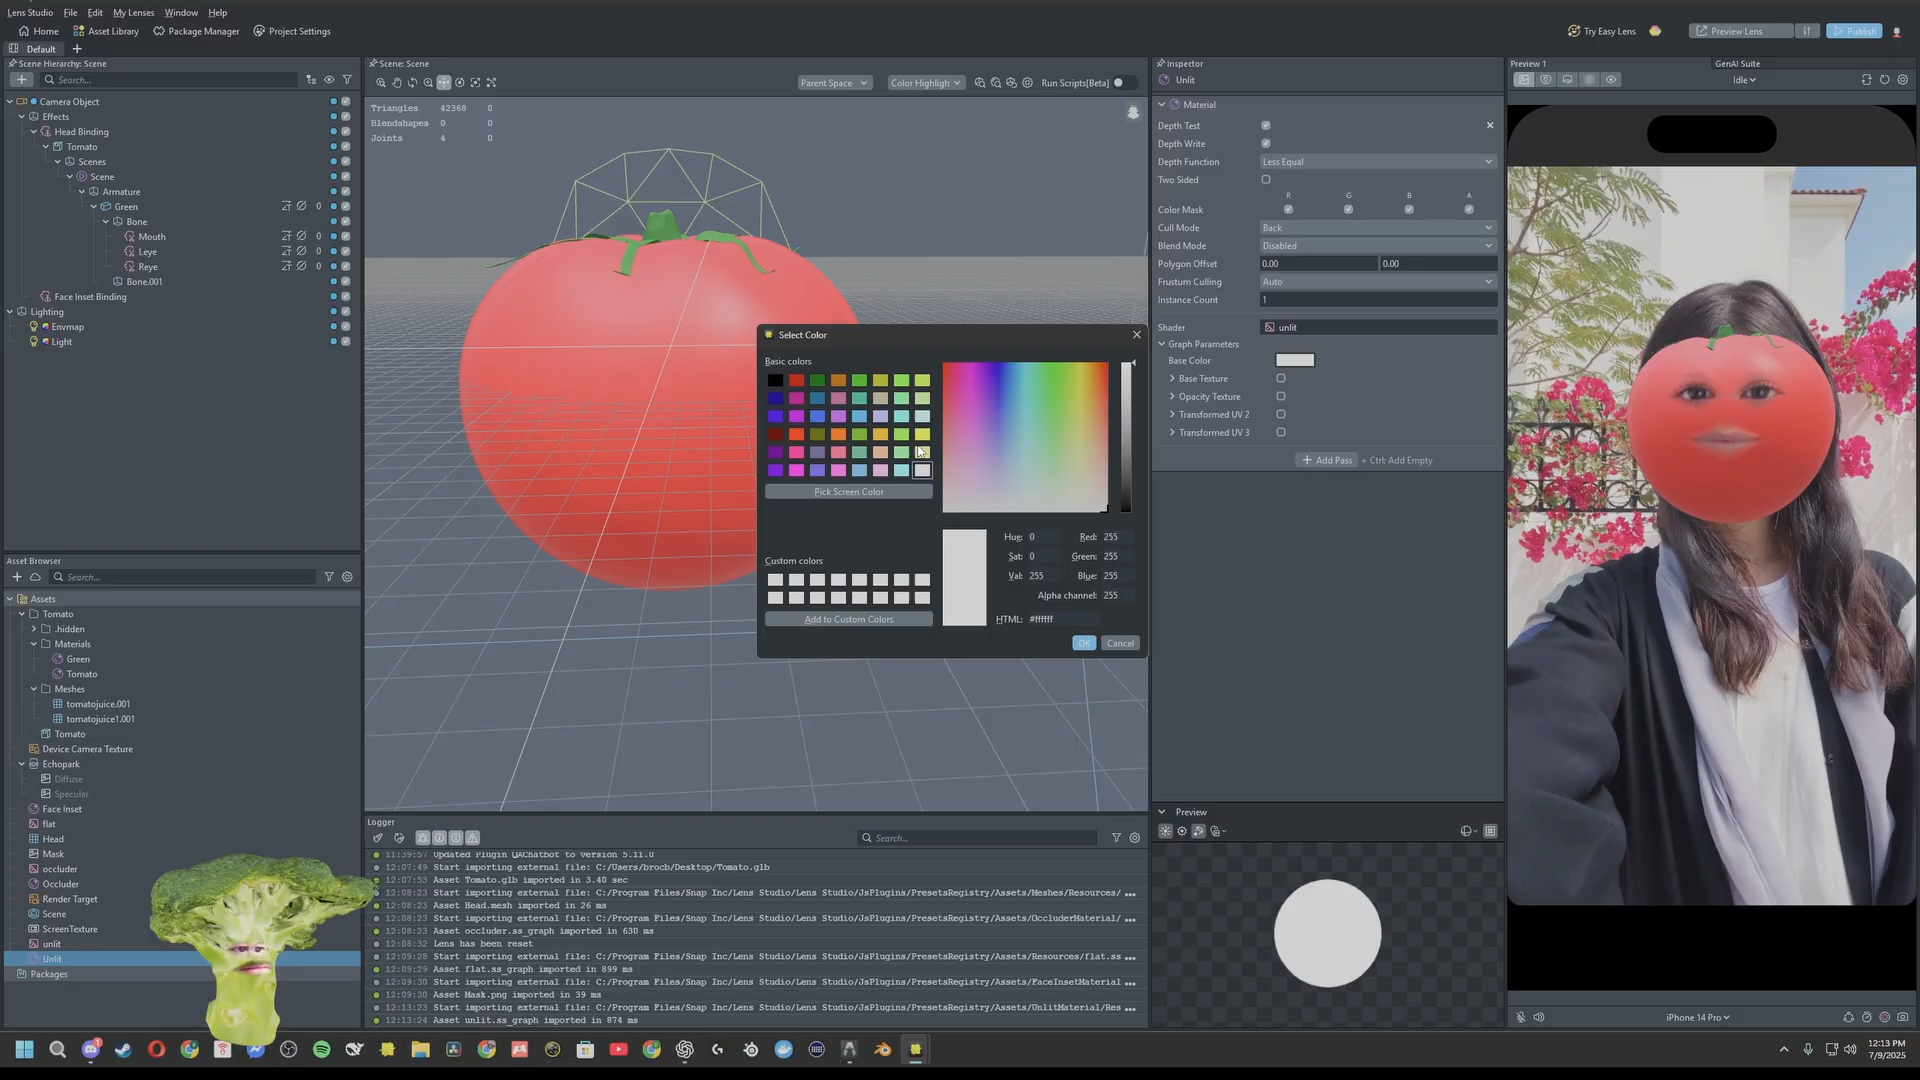 Lens Studio File Edit My Lenses Window Help
Home Asset Library Package Manager Project Settings
Try Easy Lens Preview Lens Publish
Default
Scene Hierarchy: Scene
Search...
Camera Object
Effects
Head Binding
Tomato
Scenes
Scene
Armature
Green 0
Bone
Mouth 0
Leye 0
Reye 0
Bone.001
Face Inset Binding
Lighting
Envmap
Light
Asset Browser
Search...
Assets
Tomato
.hidden
Materials
Green
Tomato
Meshes
tomatojuice.001
tomatojuice1.001
Tomato
Device Camera Texture
Echopark
Diffuse
Specular
Face Inset
flat
Head
Mask
occluder
Occluder
Render Target
Scene
ScreenTexture
unlit
Unlit
Packages
Scene: Scene
Parent Space Color Highligh Run Scripts[Beta]
Triangles 42368 0
Blendshapes 0 0
Joints 4 0
Select Color
Basic colors
Pick Screen Color
Custom colors
Add to Custom Colors
Hue: 0 Red: 255
Sat: 0 Green: 255
Val: 255 Blue: 255
Alpha channel: 255
HTML: #ffffff
OK Cancel
Logger
Search...
11:39:57 Updated Plugin QAChatbot to version 5.11.0
12:07:49 Start importing external file: C:/Users/brocb/Desktop/Tomato.glb
12:07:53 Asset Tomato.glb imported in 3.40 sec
12:08:23 Start importing external file: C:/Program Files/Snap Inc/Lens Studio/Lens Studio/JsPlugins/PresetsRegistry/Assets/Meshes/Resources/ •••
12:08:23 Asset Head.mesh imported in 26 ms
12:08:23 Start importing external file: C:/Program Files/Snap Inc/Lens Studio/Lens Studio/JsPlugins/PresetsRegistry/Assets/OccluderMaterial/ •••
12:08:23 Asset occluder.ss_graph imported in 630 ms
12:08:32 Lens has been reset
12:09:28 Start importing external file: C:/Program Files/Snap Inc/Lens Studio/Lens Studio/JsPlugins/PresetsRegistry/Assets/Resources/flat.ss •••
12:09:29 Asset flat.ss_graph imported in 899 ms
12:09:30 Start importing external file: C:/Program Files/Snap Inc/Lens Studio/Lens Studio/JsPlugins/PresetsRegistry/Assets/FaceInsetMaterial •••
12:09:30 Asset Mask.png imported in 39 ms
12:13:23 Start importing external file: C:/Program Files/Snap Inc/Lens Studio/Lens Studio/JsPlugins/PresetsRegistry/Assets/UnlitMaterial/Res •••
12:13:24 Asset unlit.ss_graph imported in 874 ms
Inspector
Unlit
Material
Depth Test
Depth Write
Depth Function Less Equal
Two Sided
R G B A
Color Mask
Cull Mode Back
Blend Mode Disabled
Polygon Offset 0.00 0.00
Frustum Culling Auto
Instance Count 1
Shader unlit
Graph Parameters
Base Color
Base Texture
Opacity Texture
Transformed UV 2
Transformed UV 3
+ Add Pass + Ctrl: Add Empty
Preview
Preview 1 GenAI Suite
Idle
iPhone 14 Pro
12:13 PM
7/9/2025